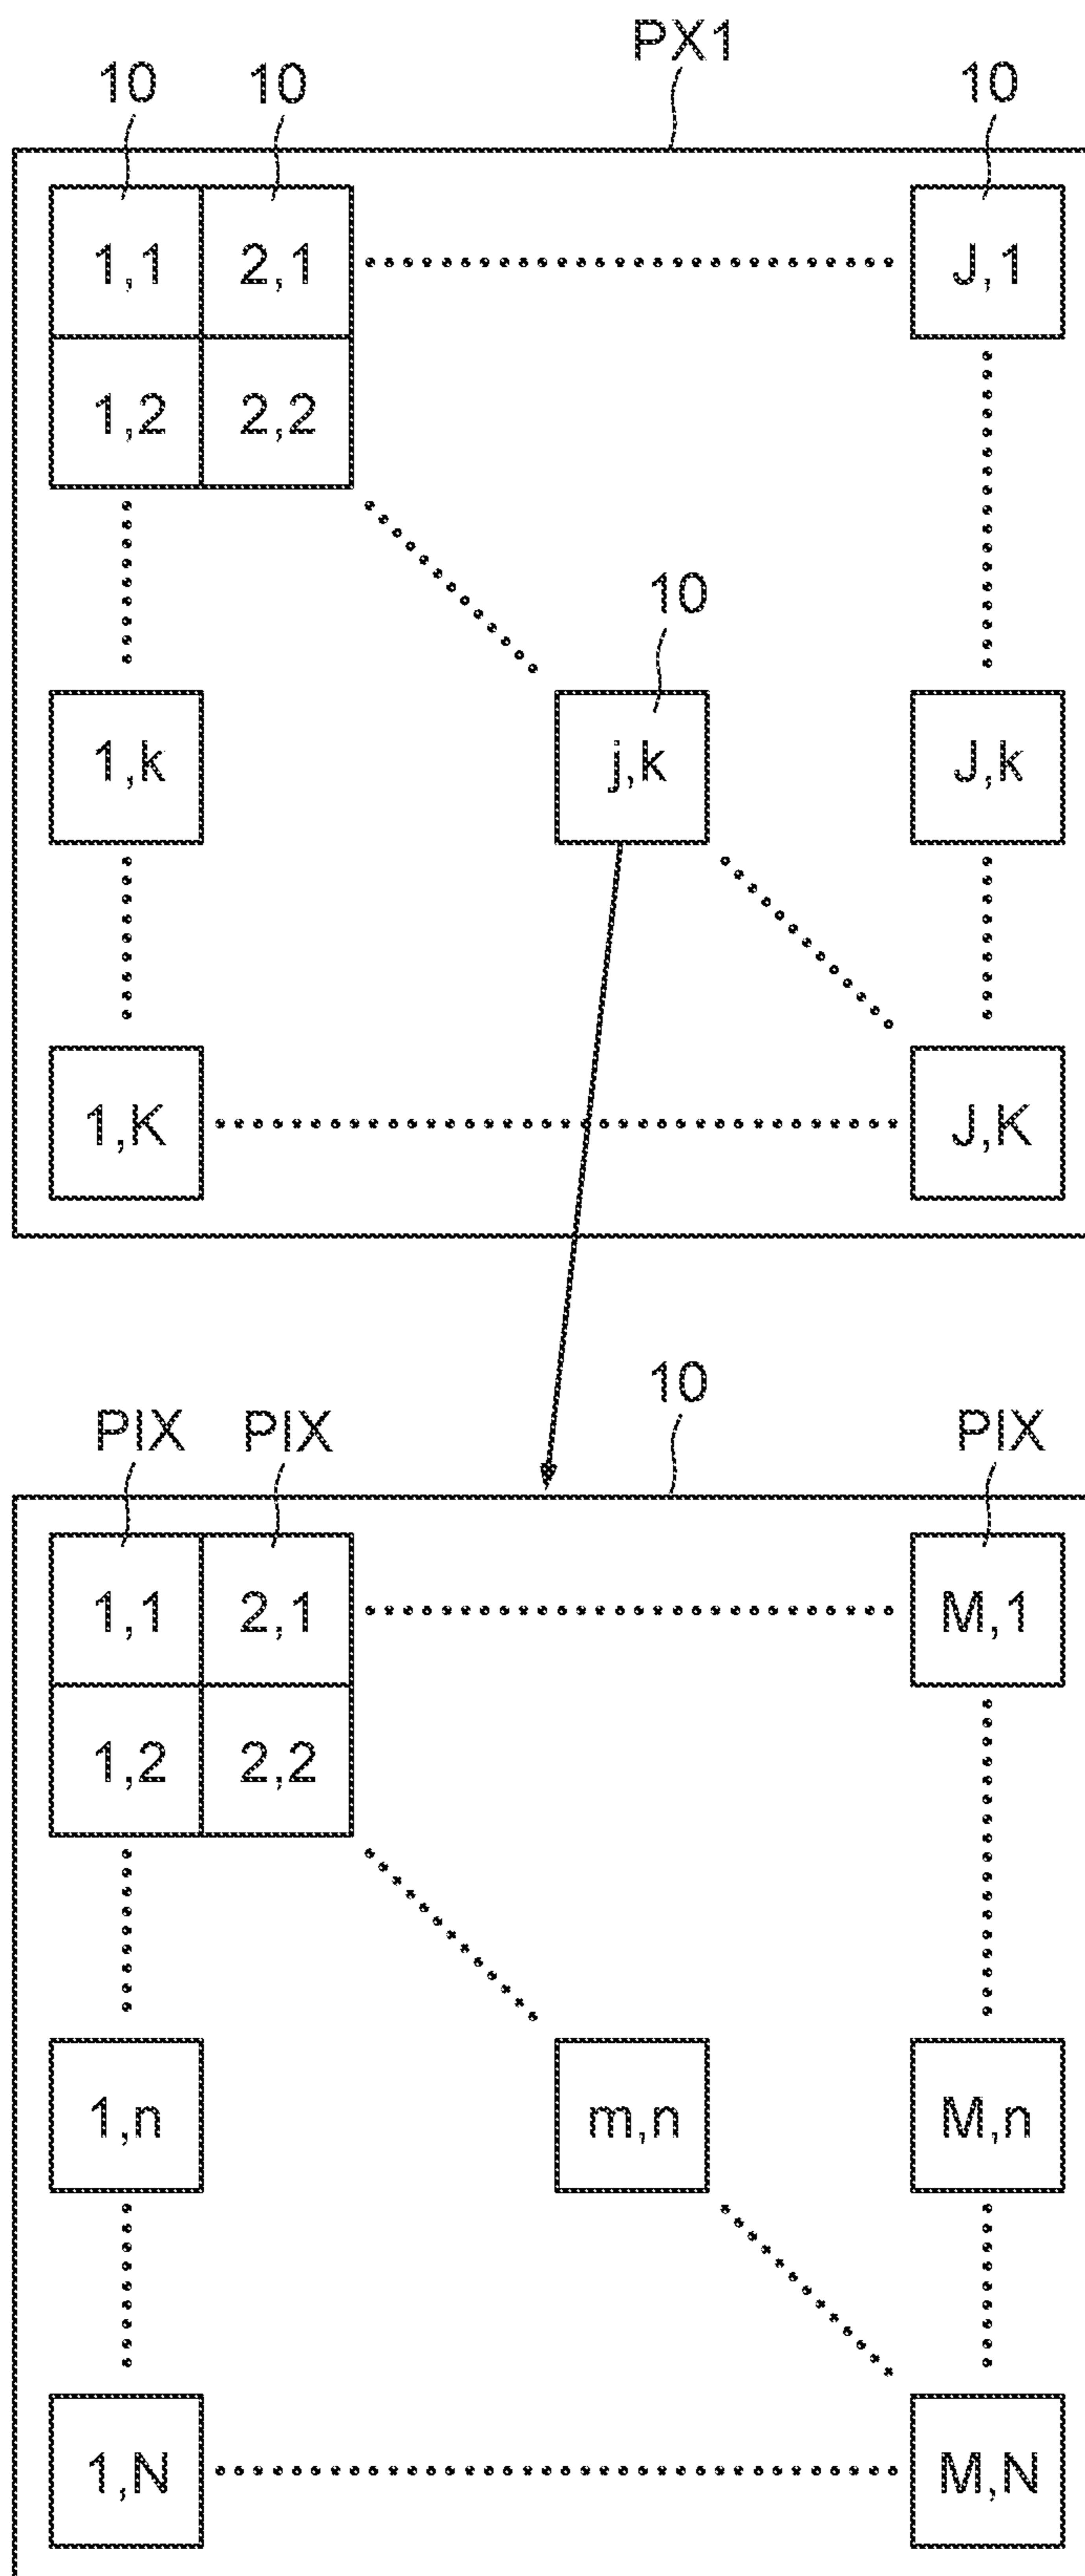 PX1
10 10 10
1,1 2,1 J,1
1,2 2,2
10
1,k j,k J,k
1,K J,K
10
PIX PIX PIX
1,1 2,1 M,1
1,2 2,2
1,n m,n M,n
1,N M,N